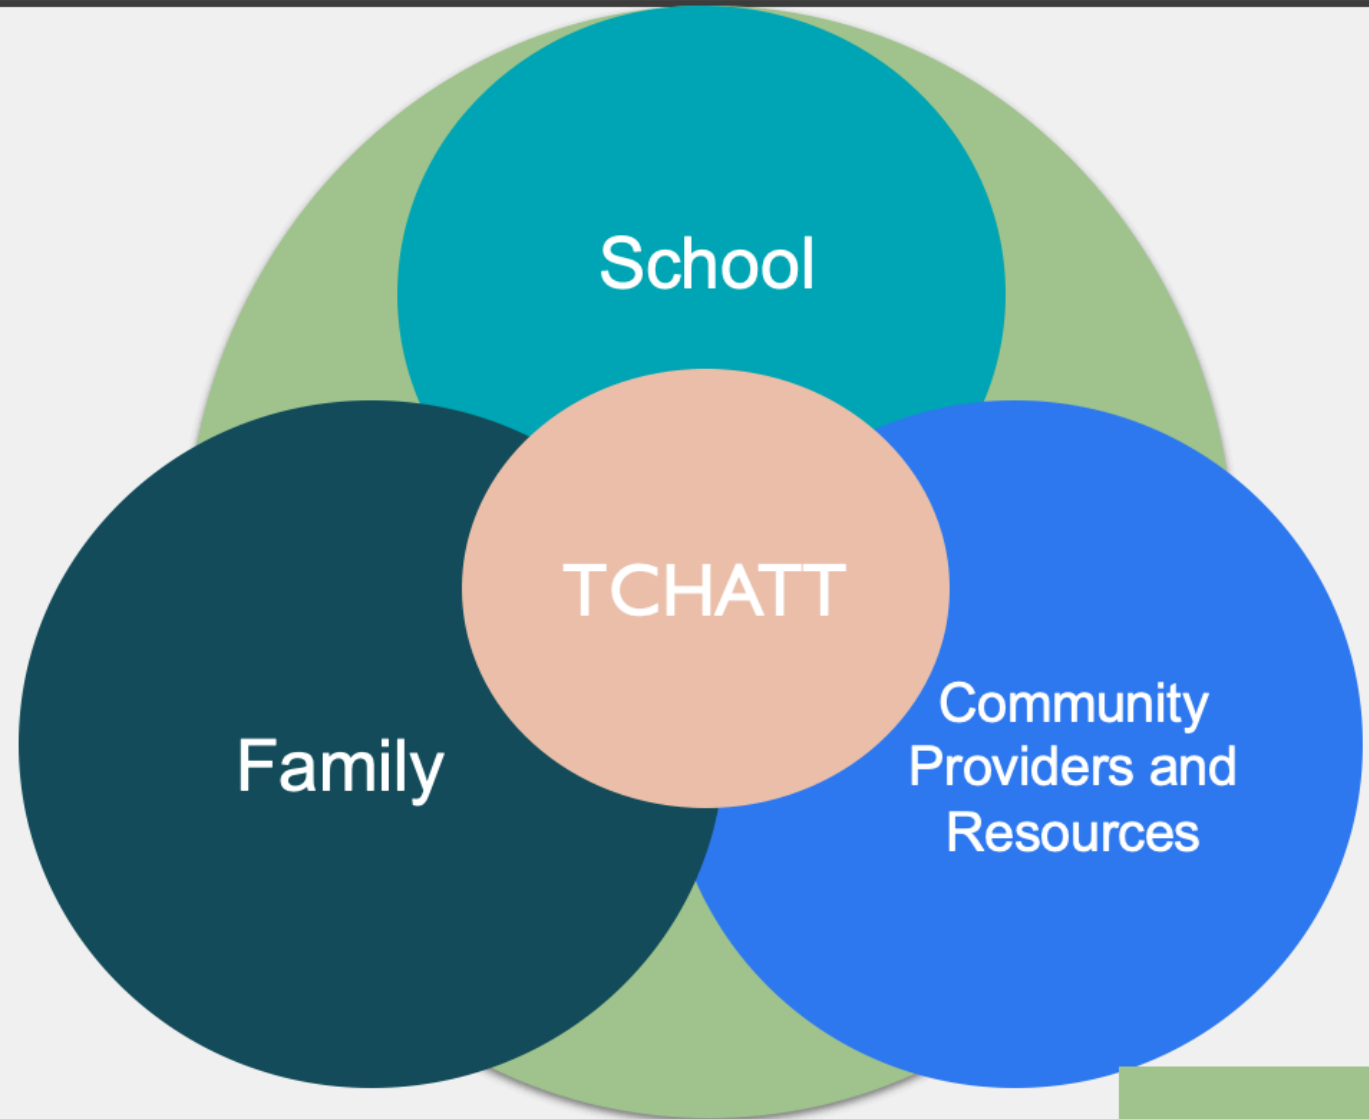 School
TCHATT
Family
Community
Providers and
Resources